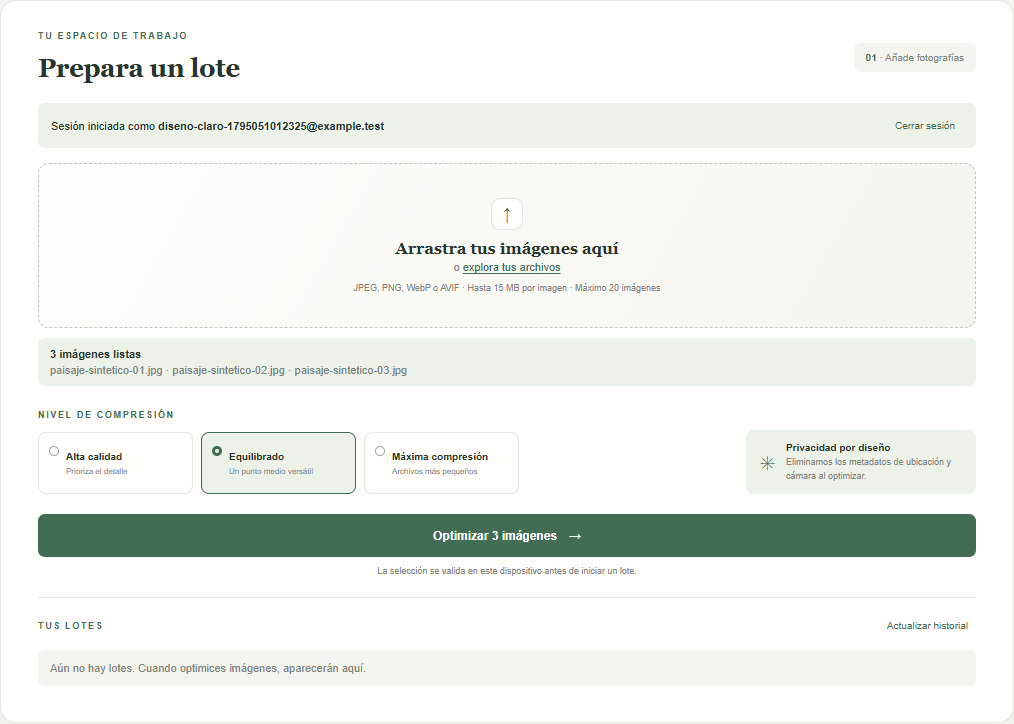 TU ESPACIO DE TRABAJO
Prepara un lote
01 · Añade fotografías
Sesión iniciada como diseno-claro-1795051012325@example.test
Cerrar sesión
↑
Arrastra tus imágenes aquí
o explora tus archivos
JPEG, PNG, WebP o AVIF · Hasta 15 MB por imagen · Máximo 20 imágenes
3 imágenes listas
paisaje-sintetico-01.jpg · paisaje-sintetico-02.jpg · paisaje-sintetico-03.jpg
NIVEL DE COMPRESIÓN
Alta calidad
Prioriza el detalle
Equilibrado
Un punto medio versátil
Máxima compresión
Archivos más pequeños
Privacidad por diseño
Eliminamos los metadatos de ubicación y
cámara al optimizar.
Optimizar 3 imágenes →
La selección se valida en este dispositivo antes de iniciar un lote.
TUS LOTES
Actualizar historial
Aún no hay lotes. Cuando optimices imágenes, aparecerán aquí.